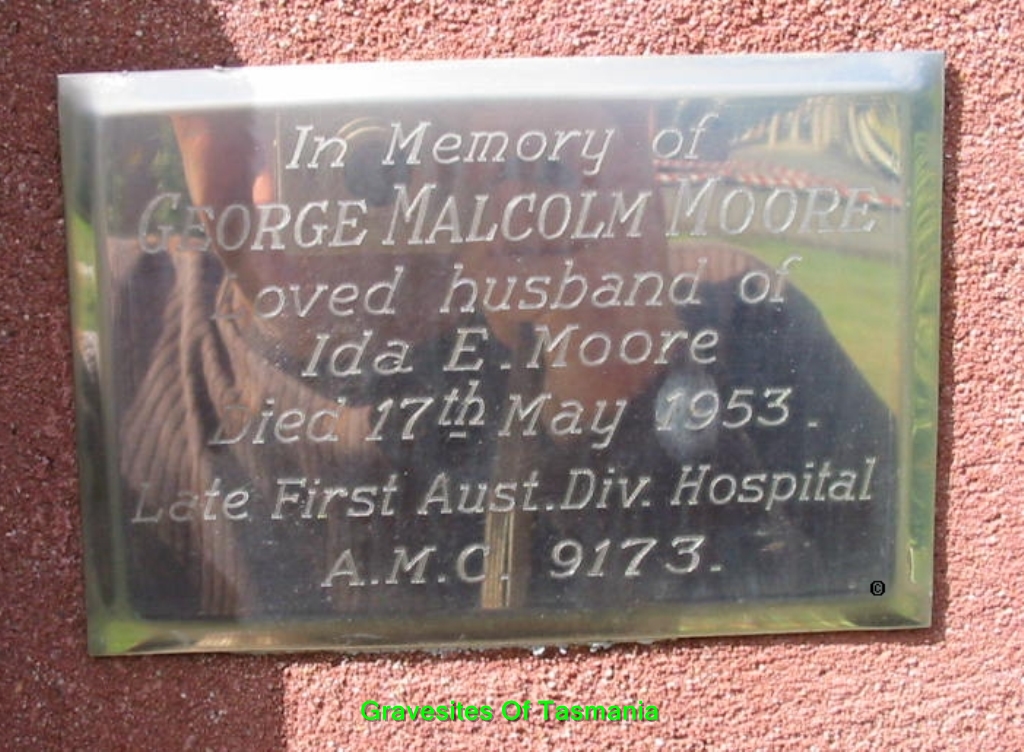 In Memory of
GEORGE MALCOLM MOORE
Loved husband of
Ida E. Moore
Died 17th May 1953.
Late First Aust. Div. Hospital
A.M.C. 9173.
©
Gravesites Of Tasmania